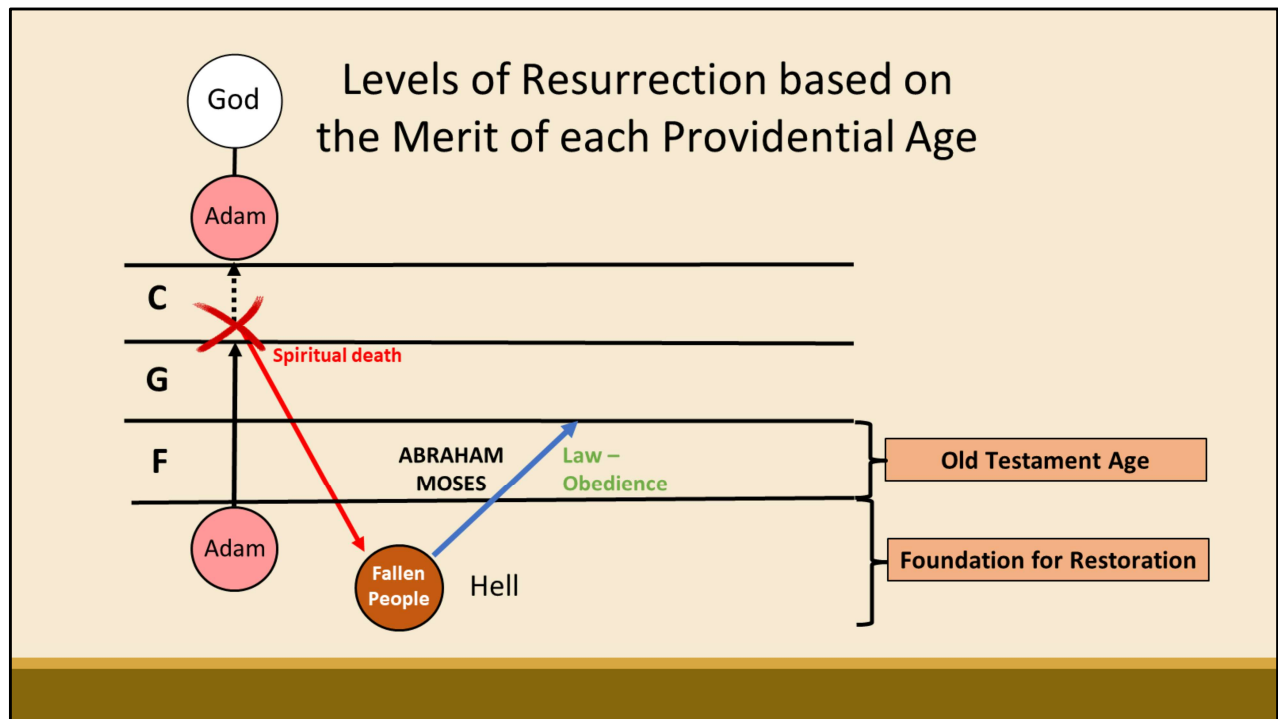 God
Levels of Resurrection based on
the Merit of each Providential Age
Adam
C
Spiritual death
G
F
ABRAHAM
MOSES
Law –
Obedience
Old Testament Age
Adam
Fallen
People
Hell
Foundation for Restoration